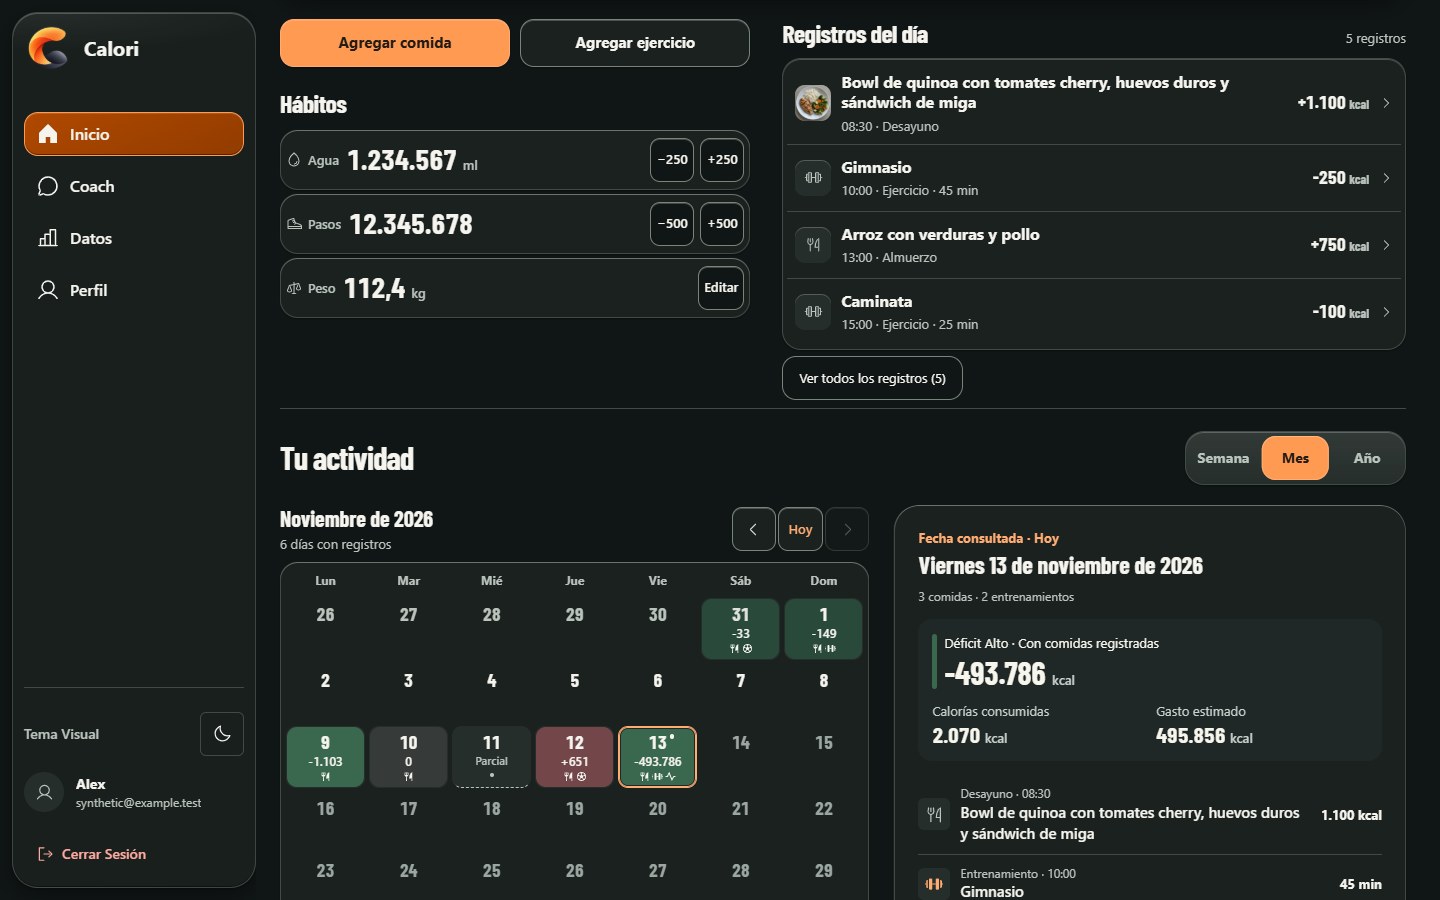 Calori
Inicio
Coach
Datos
Perfil
Tema Visual
Alex
synthetic@example.test
Cerrar Sesión
Agregar comida
Agregar ejercicio
Hábitos
Agua 1.234.567 ml
−250
+250
Pasos 12.345.678
−500
+500
Peso 112,4 kg
Editar
Registros del día
5 registros
Bowl de quinoa con tomates cherry, huevos duros y
sándwich de miga
08:30 · Desayuno
+1.100 kcal
Gimnasio
10:00 · Ejercicio · 45 min
-250 kcal
Arroz con verduras y pollo
13:00 · Almuerzo
+750 kcal
Caminata
15:00 · Ejercicio · 25 min
-100 kcal
Ver todos los registros (5)
Tu actividad
Semana
Mes
Año
Noviembre de 2026
6 días con registros
Hoy
Lun Mar Mié Jue Vie Sáb Dom
26 27 28 29 30 31 1
-33 -149
2 3 4 5 6 7 8
9 10 11 12 13 14 15
-1.103 0 Parcial +651 -493.786
16 17 18 19 20 21 22
23 24 25 26 27 28 29
Fecha consultada · Hoy
Viernes 13 de noviembre de 2026
3 comidas · 2 entrenamientos
Déficit Alto · Con comidas registradas
-493.786 kcal
Calorías consumidas
2.070 kcal
Gasto estimado
495.856 kcal
Desayuno · 08:30
Bowl de quinoa con tomates cherry, huevos duros
y sándwich de miga
1.100 kcal
Entrenamiento · 10:00
Gimnasio
45 min